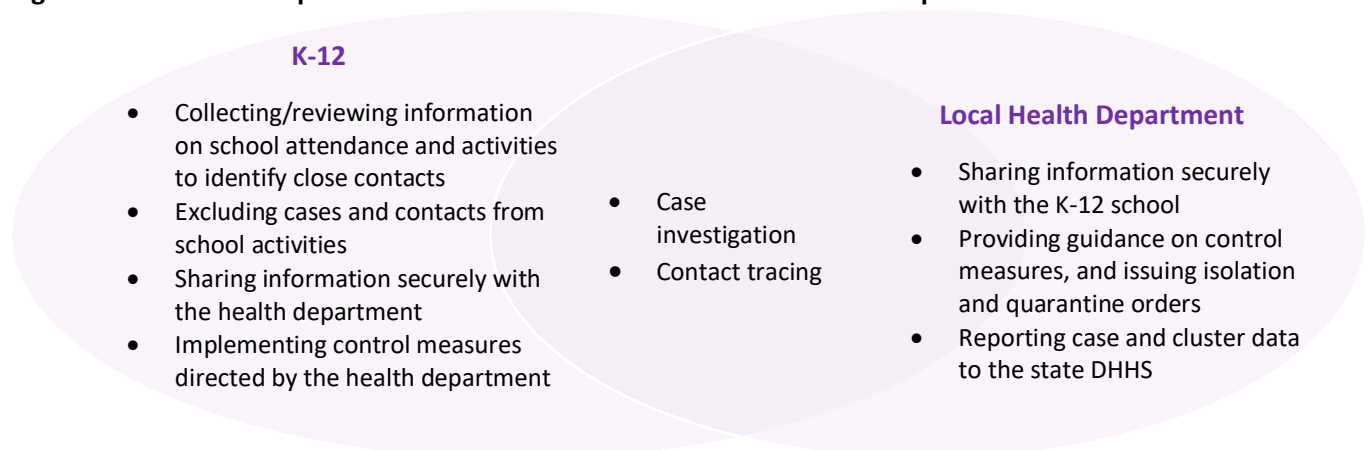 K-12
• Collecting/reviewing information
on school attendance and activities
to identify close contacts
• Excluding cases and contacts from
school activities
• Sharing information securely with
the health department
• Implementing control measures
directed by the health department
• Case
investigation
• Contact tracing
Local Health Department
• Sharing information securely
with the K-12 school
• Providing guidance on control
measures, and issuing isolation
and quarantine orders
• Reporting case and cluster data
to the state DHHS